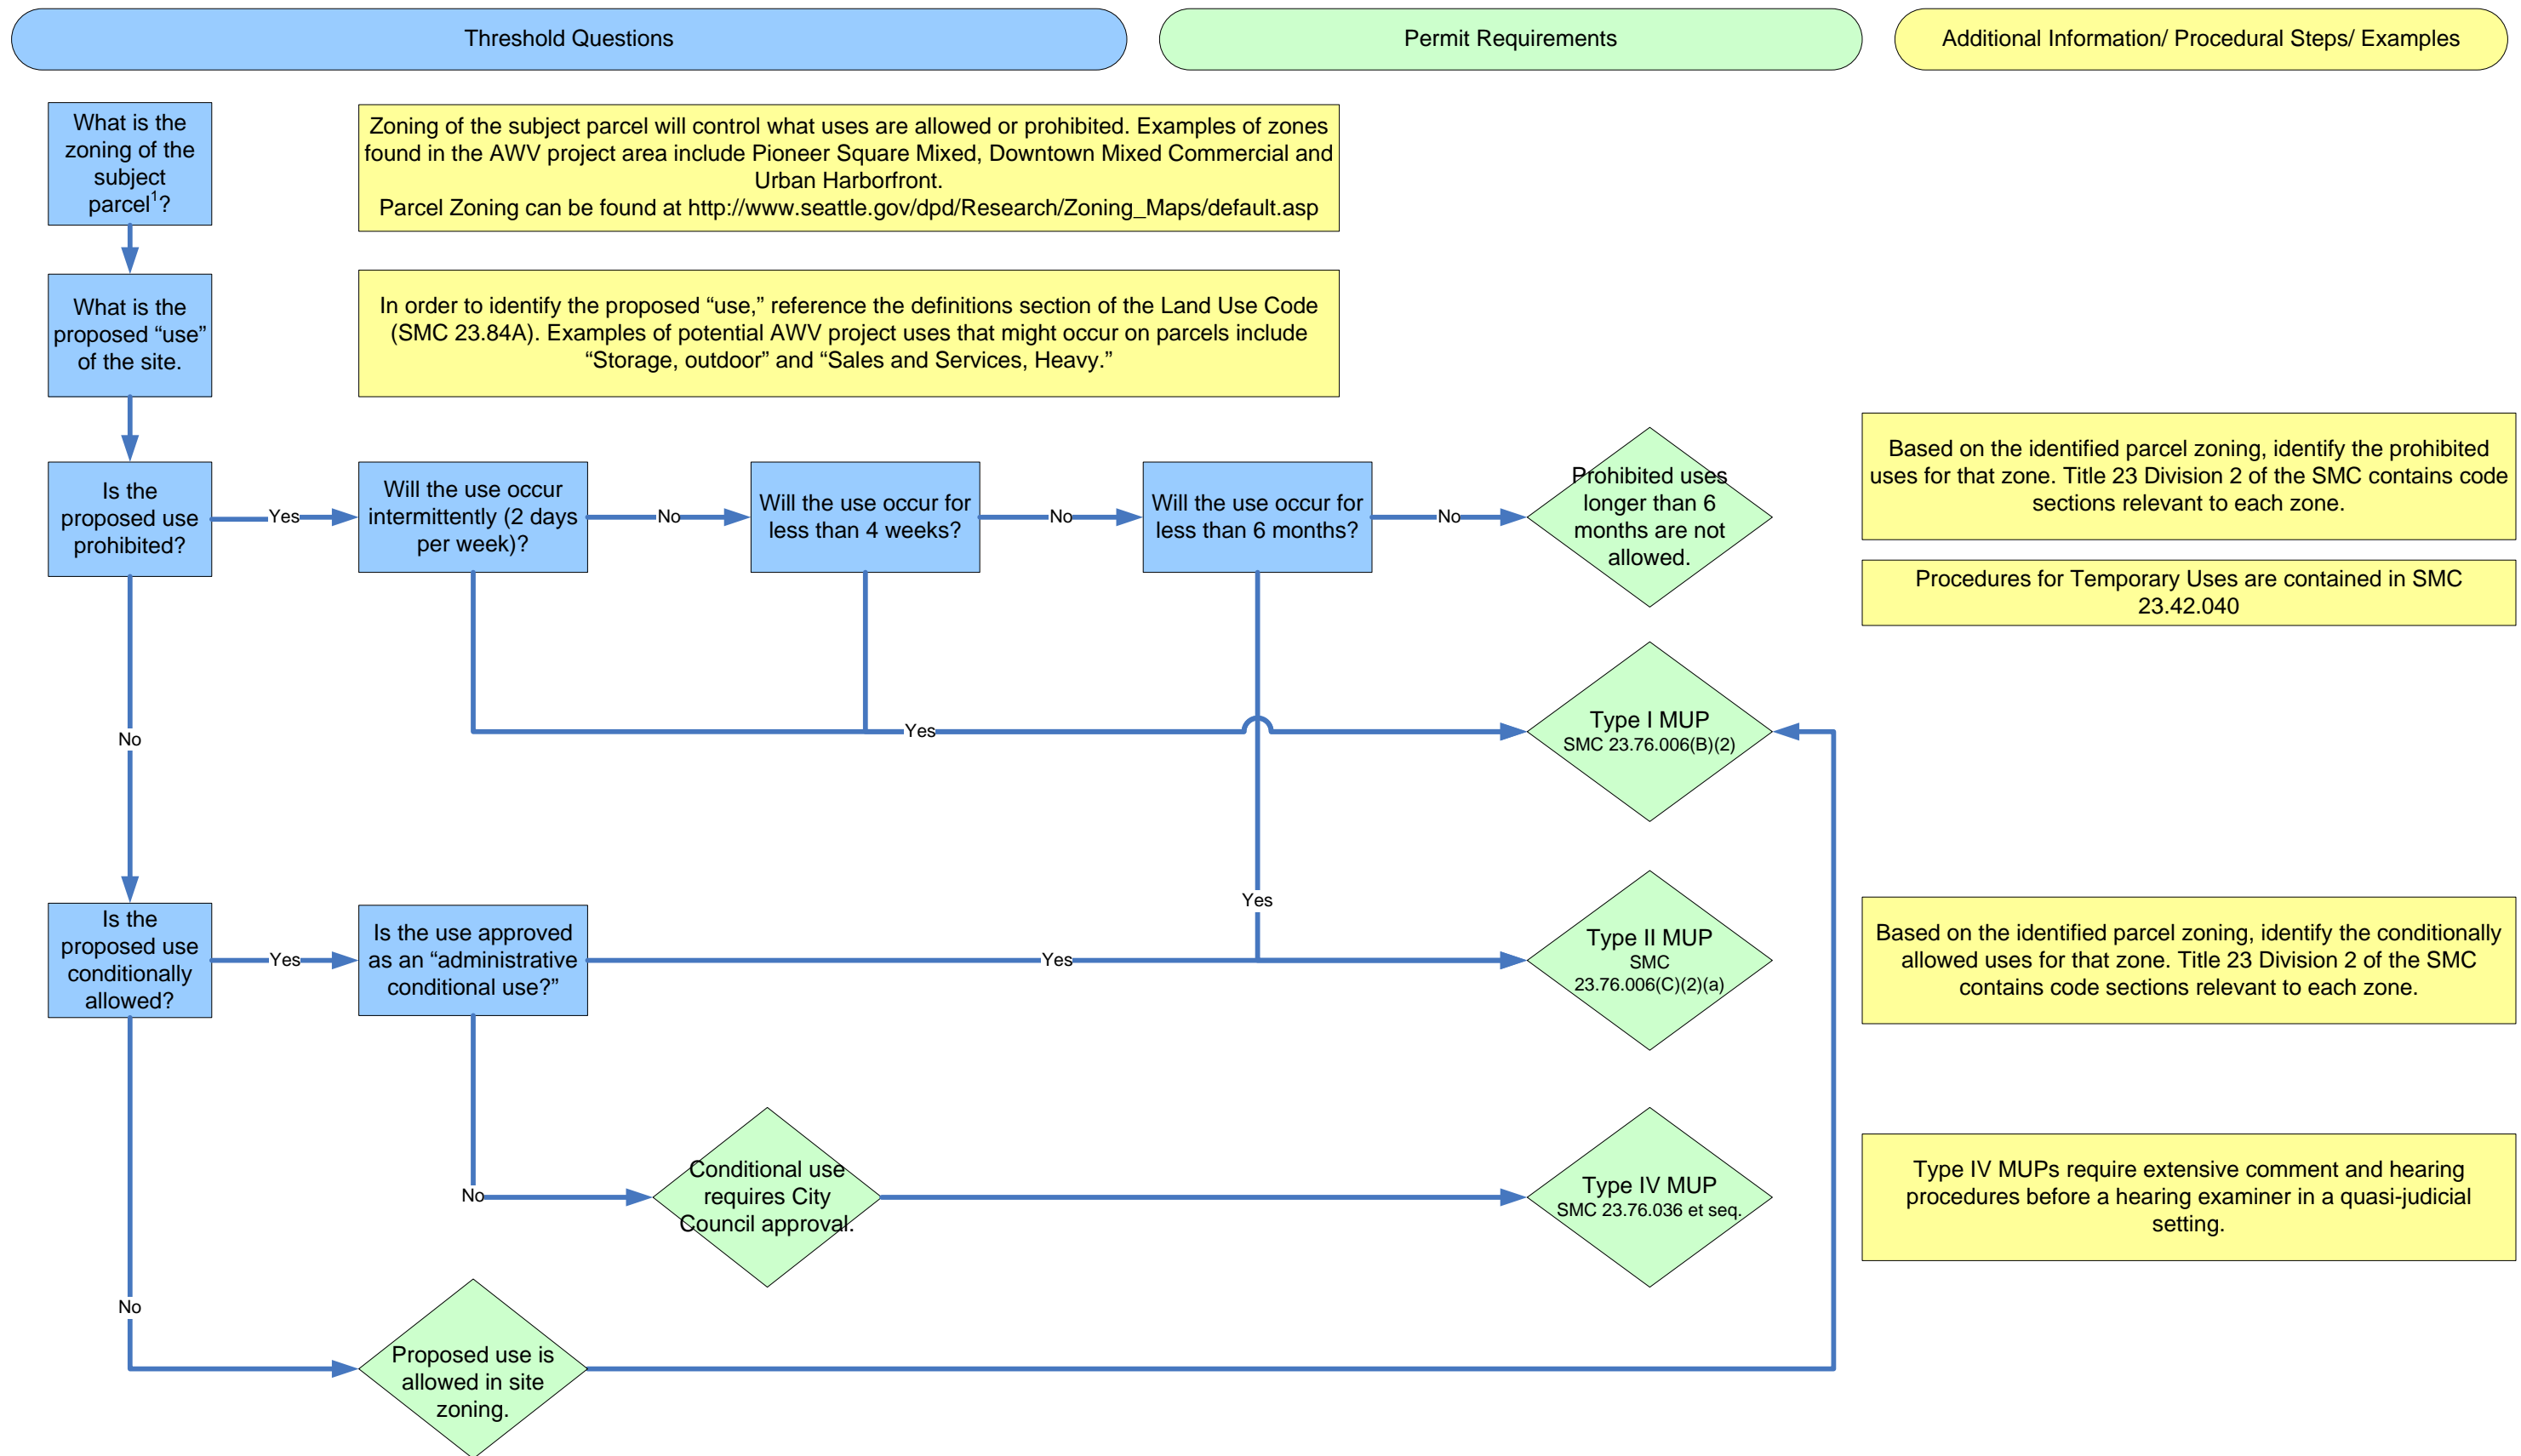 Threshold Questions
Permit Requirements
Additional Information/ Procedural Steps/ Examples
What is the
zoning of the
subject
parcel1?
Zoning of the subject parcel will control what uses are allowed or prohibited. Examples of zones
found in the AWV project area include Pioneer Square Mixed, Downtown Mixed Commercial and
Urban Harborfront.
Parcel Zoning can be found at http://www.seattle.gov/dpd/Research/Zoning_Maps/default.asp
What is the
proposed “use”
of the site.
In order to identify the proposed “use,” reference the definitions section of the Land Use Code
(SMC 23.84A). Examples of potential AWV project uses that might occur on parcels include
“Storage, outdoor” and “Sales and Services, Heavy.”
Is the
proposed use
prohibited?
Yes
Will the use occur
intermittently (2 days
per week)?
No
Will the use occur for
less than 4 weeks?
No
Will the use occur for
less than 6 months?
No
Prohibited uses
longer than 6
months are not
allowed.
Based on the identified parcel zoning, identify the prohibited
uses for that zone. Title 23 Division 2 of the SMC contains code
sections relevant to each zone.
Procedures for Temporary Uses are contained in SMC
23.42.040
No
Yes
Type I MUP
SMC 23.76.006(B)(2)
Yes
Is the
proposed use
conditionally
allowed?
Yes
Is the use approved
as an “administrative
conditional use?”
Yes
Type II MUP
SMC
23.76.006(C)(2)(a)
Based on the identified parcel zoning, identify the conditionally
allowed uses for that zone. Title 23 Division 2 of the SMC
contains code sections relevant to each zone.
No
Conditional use
requires City
Council approval.
Type IV MUP
SMC 23.76.036 et seq.
Type IV MUPs require extensive comment and hearing
procedures before a hearing examiner in a quasi-judicial
setting.
No
Proposed use is
allowed in site
zoning.